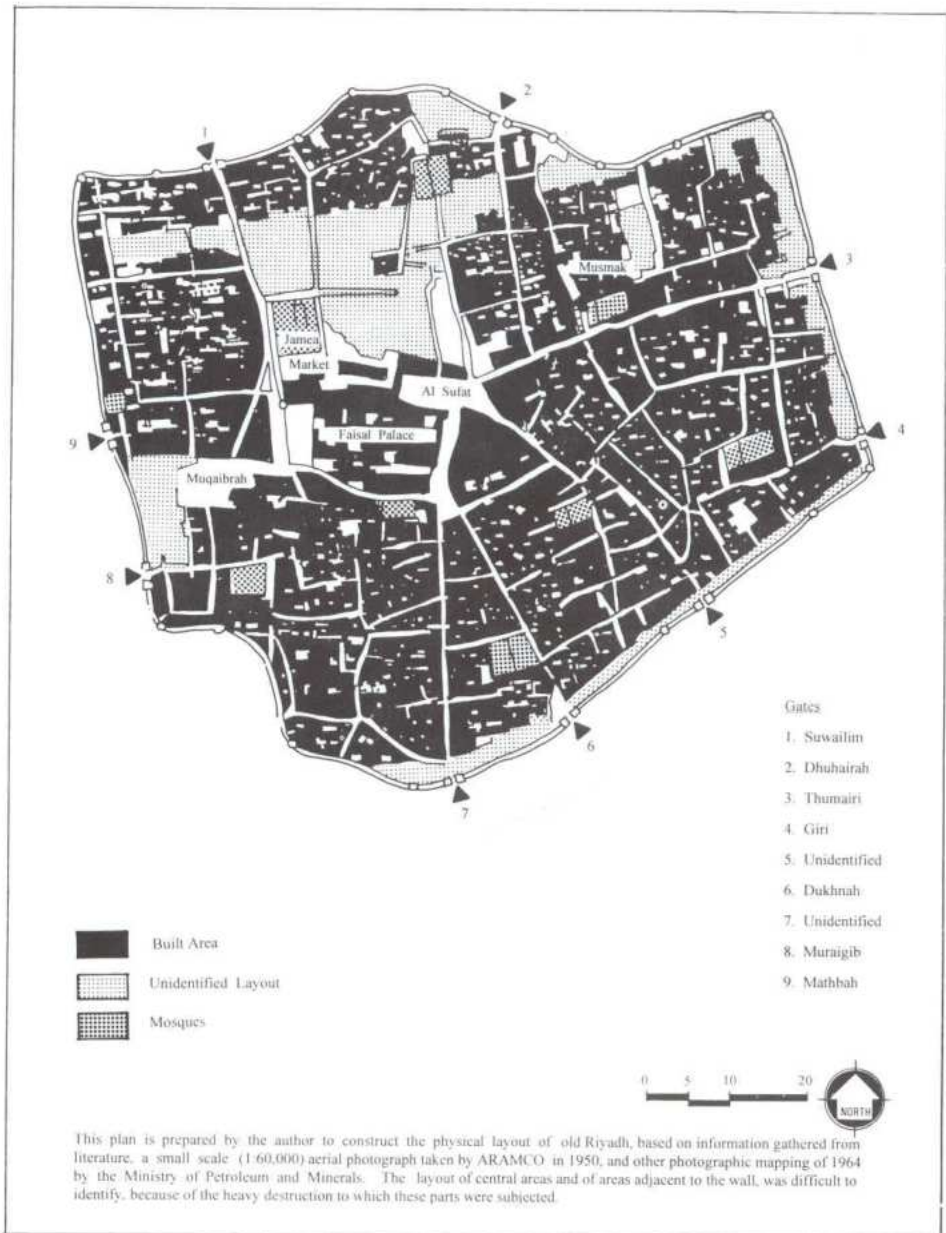 2
1
3
Musmak
Jamea
Market
Al Sufat
Faisal Palace
9
4
Muqaibrah
8
5
6
7
Gates
1. Suwailim
2. Dhuhairah
3. Thumairi
4. Giri
5. Unidentified
6. Dukhnah
7. Unidentified
8. Muraigib
9. Mathbah
Built Area
Unidentified Layout
Mosques
0 5 10 20
NORTH
This plan is prepared by the author to construct the physical layout of old Riyadh, based on information gathered from
literature, a small scale (1:60,000) aerial photograph taken by ARAMCO in 1950, and other photographic mapping of 1964
by the Ministry of Petroleum and Minerals. The layout of central areas and of areas adjacent to the wall, was difficult to
identify, because of the heavy destruction to which these parts were subjected.